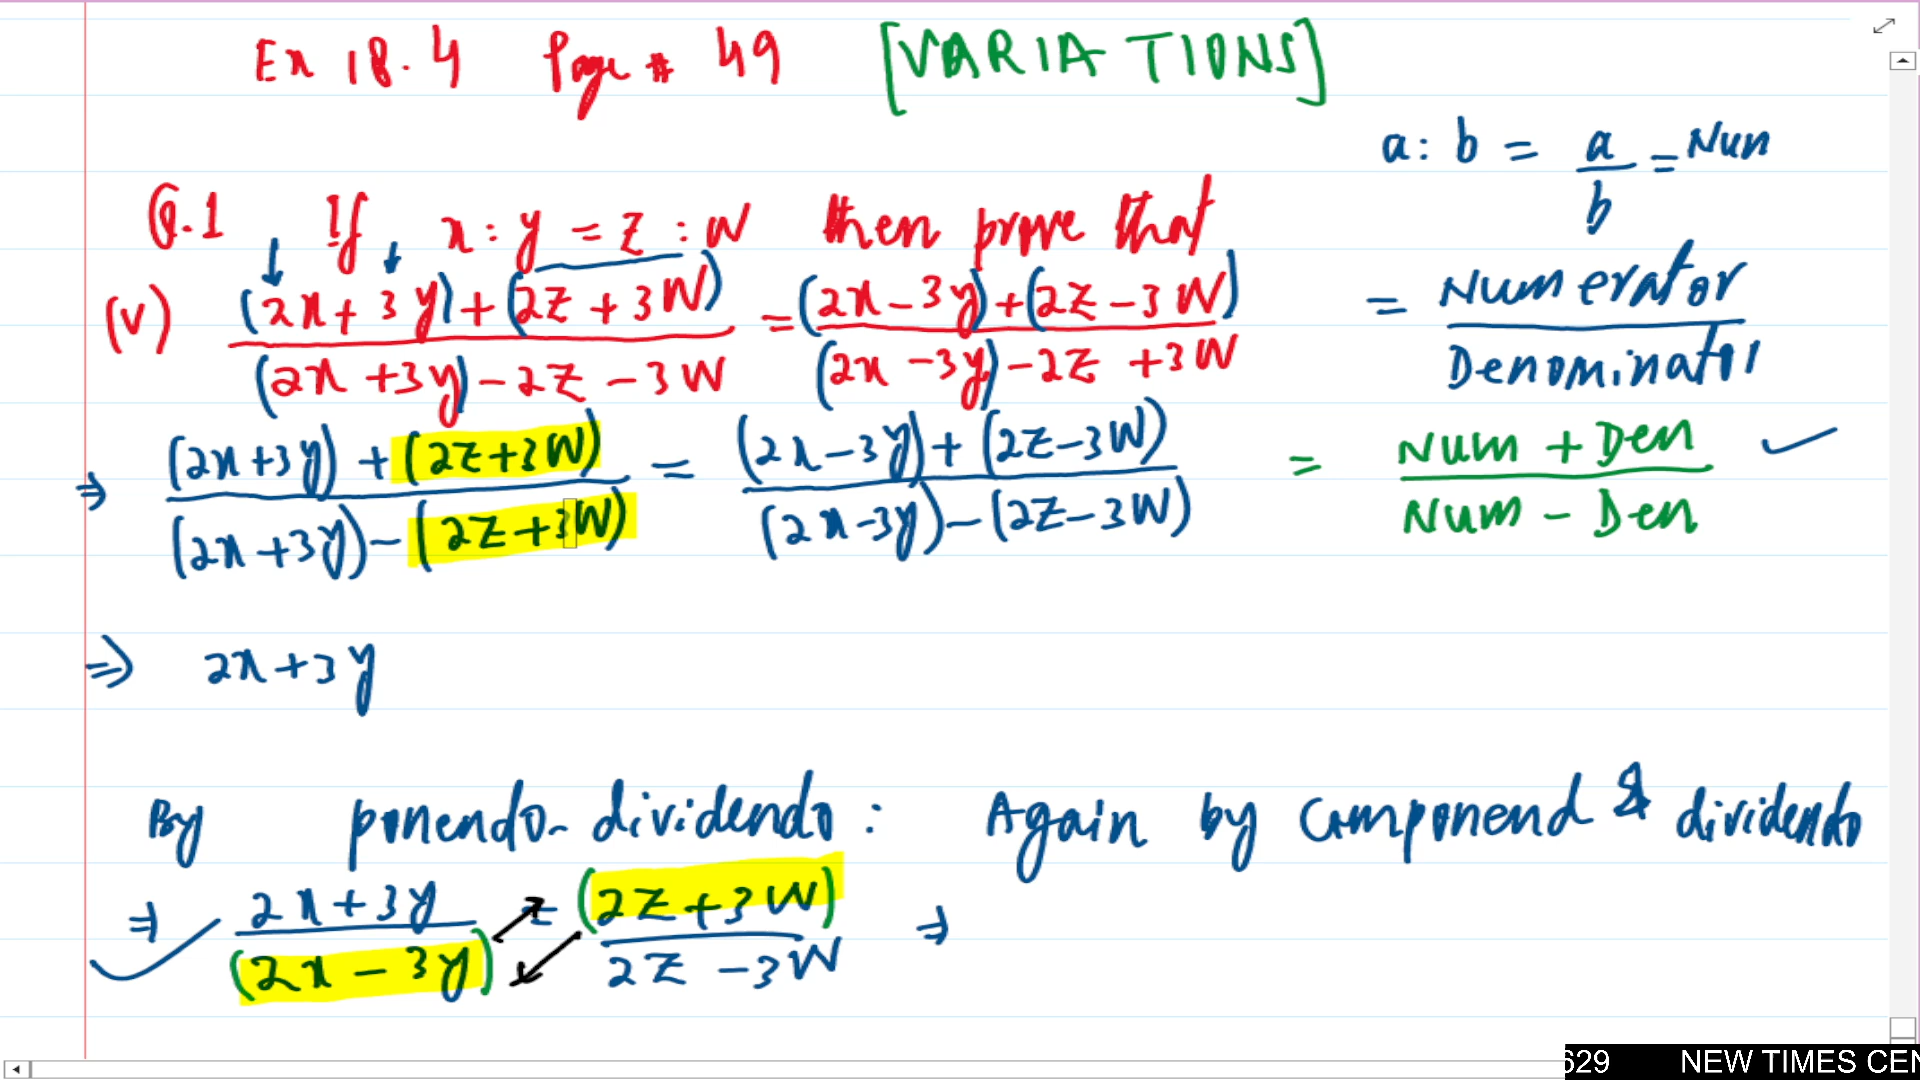 Ex 18.4 Page # 49 [VARIATIONS]
a : b = a/b = Num
Q.1 If x : y = z : w then prove that
= Numerator/Denominator
(v) (2x + 3y) + (2z + 3w)/(2x + 3y) - 2z - 3w = (2x - 3y) + (2z - 3w)/(2x - 3y) - 2z + 3w
= Num + Den/Num - Den ✓
⇒ (2x+3y) + (2z+3w)/(2x+3y) - (2z+3w) = (2x-3y) + (2z-3w)/(2x-3y) - (2z-3w)
⇒ 2x+3y
By ponendo-dividendo : Again by Componend & dividendo
⇒ 2x+3y/(2x - 3y) = (2z+3w)/2z - 3w ⇒
629 NEW TIMES CEN